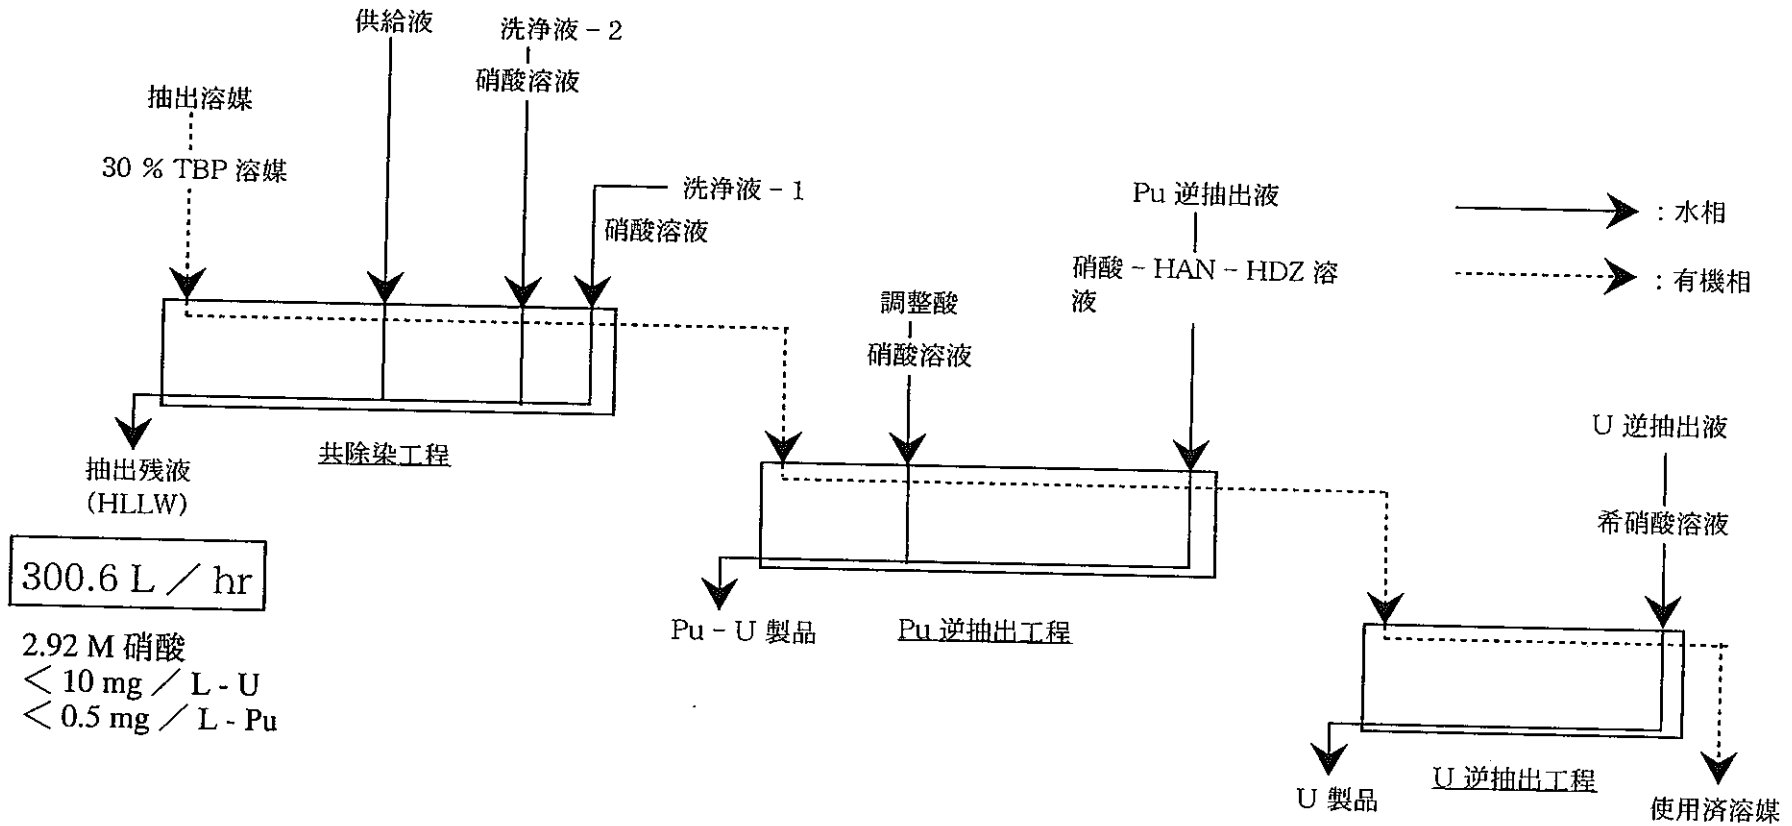 供給液
洗浄液-2
硝酸溶液
抽出溶媒
30 % TBP 溶媒
洗浄液-1
硝酸溶液
Pu 逆抽出液
硝酸-HAN-HDZ 溶
液
:水相
:有機相
調整酸
硝酸溶液
抽出残液
(HLLW)
共除染工程
300.6 L / hr
2.92 M 硝酸
< 10 mg / L - U
< 0.5 mg / L - Pu
Pu-U 製品
Pu 逆抽出工程
U 逆抽出液
希硝酸溶液
U 製品
U 逆抽出工程
使用済溶媒